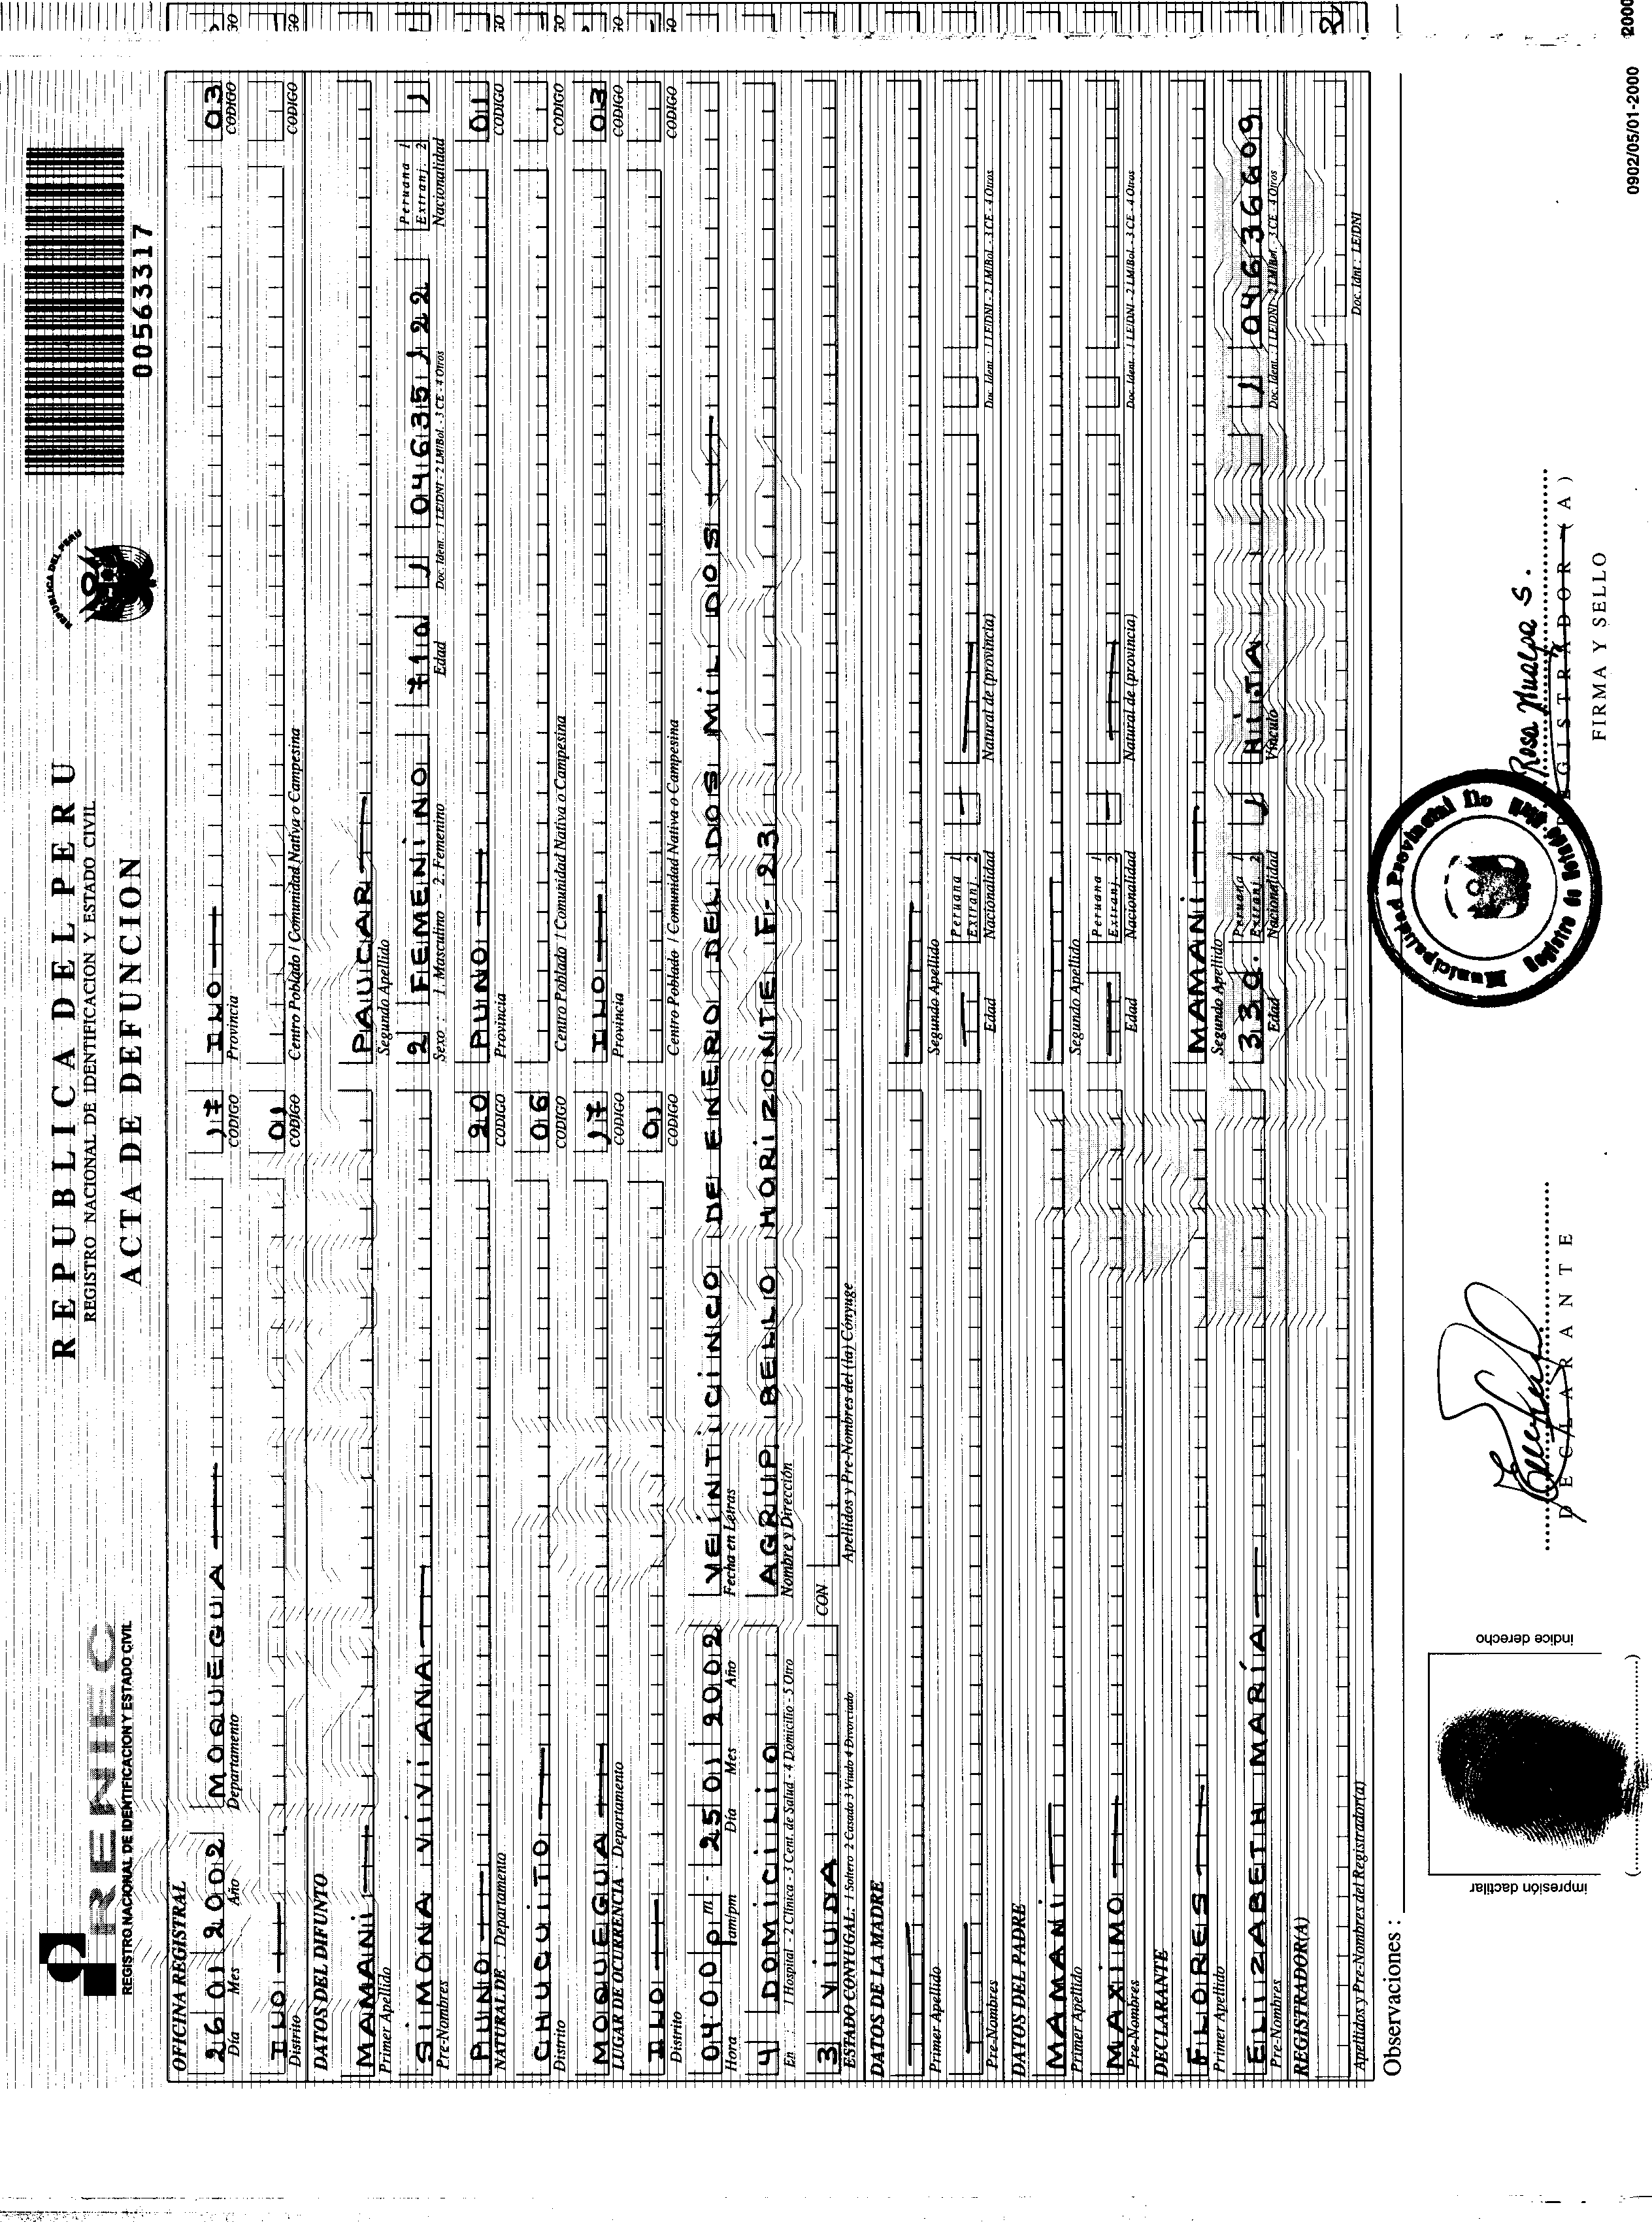 RENIEC
REGISTRO NACIONAL DE IDENTIFICACION Y ESTADO CIVIL
REPUBLICA DEL PERU
REGISTRO NACIONAL DE IDENTIFICACION Y ESTADO CIVIL
ACTA DE DEFUNCION
REPUBLICA DEL PERU
00563317
OFICINA REGISTRAL
26 01 2002 MOQUEGUA 17 ILO 03
Día Mes Año Departamento CODIGO Provincia CODIGO
ILO 01
Distrito CODIGO Centro Poblado / Comunidad Nativa o Campesina CODIGO
DATOS DEL DIFUNTO
MAMANI PAUCAR
Primer Apellido Segundo Apellido
SIMONA VIVIANA 2 FEMENINO 1 04635122 Peruana 1 Extranj. 2 1
Pre-Nombres Sexo : 1. Masculino - 2. Femenino Edad Doc. Ident. 1 LE/DNI - 2 LM/Bol. - 3 CE - 4 Otros Nacionalidad
PUNO 20 PUNO 01
NATURAL DE : Departamento CODIGO Provincia CODIGO
CHUCUITO 06
Distrito CODIGO Centro Poblado / Comunidad Nativa o Campesina CODIGO
MOQUEGUA 17 ILO 03
LUGAR DE OCURRENCIA : Departamento CODIGO Provincia CODIGO
ILO 01
Distrito CODIGO Centro Poblado / Comunidad Nativa o Campesina CODIGO
04 00 pm - 25 01 2002 VEINTICINCO DE ENERO DEL DOS MIL DOS
Hora am/pm Día Mes Año Fecha en Letras
4 DOMICILIO AGRUP BELLO HORIZONTE F-23
En : 1 Hospital - 2 Clínica - 3 Cent. de Salud - 4 Domicilio - 5 Otro Nombre y Dirección
3 VIUDA CON
ESTADO CONYUGAL: 1 Soltero 2 Casado 3 Viudo 4 Divorciado Apellidos y Pre-Nombres del (la) Cónyuge
DATOS DE LA MADRE
Primer Apellido Segundo Apellido
Peruana 1 Extranj. 2 -
Pre-Nombres Edad Nacionalidad Natural de (provincia) Doc. Ident. : 1 LE/DNI - 2 LM/Bol. - 3 CE - 4 Otros
DATOS DEL PADRE
MAMANI
Primer Apellido Segundo Apellido
MAXIMO Peruana 1 Extranj. 2 -
Pre-Nombres Edad Nacionalidad Natural de (provincia) Doc. Ident. : 1 LE/DNI - 2 LM/Bol. - 3 CE - 4 Otros
DECLARANTE
FLORES MAMANI
Primer Apellido Segundo Apellido
ELIZABETH MARÍA Peruana 1 Extranj. 2 1 HIJA 1 04636609
Pre-Nombres Edad Nacionalidad Vínculo Doc. Ident. : 1 LE/DNI - 2 LM/Bol. - 3 CE - 4 Otros
REGISTRADOR(A)
Apellidos y Pre-Nombres del Registrador(a) Doc. Idnt : LE/DNI
Observaciones :
impresión dactilar
índice derecho
DECLARANTE
Municipalidad Provincial Ilo
Rosa Hualpa S.
REGISTRADOR (A)
FIRMA Y SELLO
0902/05/01-2000